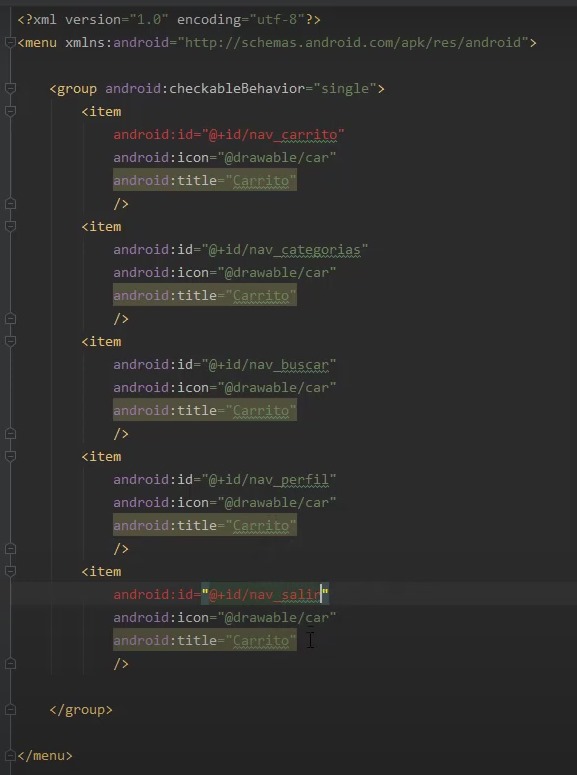 <?xml version="1.0" encoding="utf-8"?>
<menu xmlns:android="http://schemas.android.com/apk/res/android">
<group android:checkableBehavior="single">
<item
android:id="@+id/nav_carrito"
android:icon="@drawable/car"
android:title="Carrito"
/>
<item
android:id="@+id/nav_categorias"
android:icon="@drawable/car"
android:title="Carrito"
/>
<item
android:id="@+id/nav_buscar"
android:icon="@drawable/car"
android:title="Carrito"
/>
<item
android:id="@+id/nav_perfil"
android:icon="@drawable/car"
android:title="Carrito"
/>
<item
android:id="@+id/nav_salir"
android:icon="@drawable/car"
android:title="Carrito"
/>
</group>
</menu>